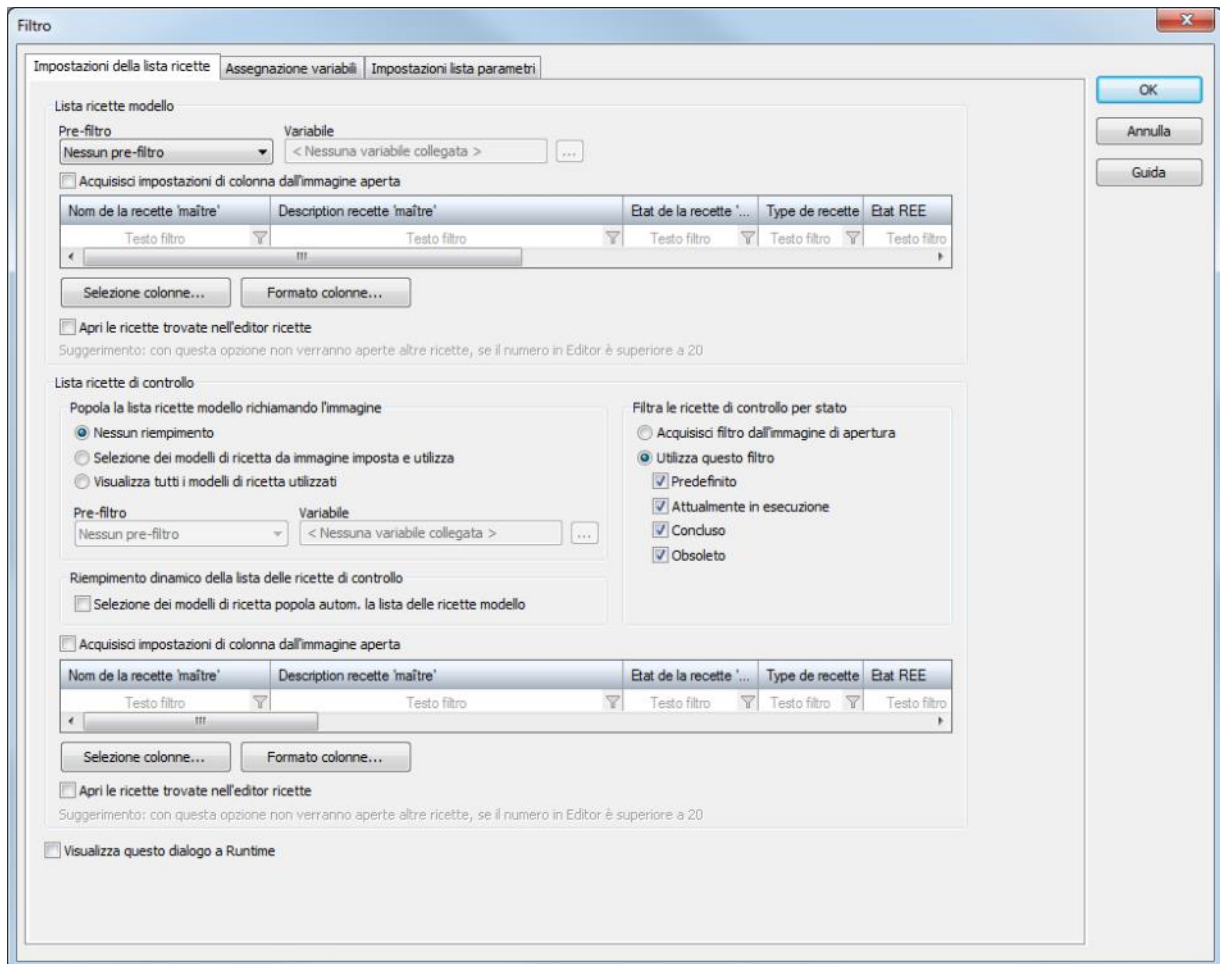 Filtro
Impostazioni della lista ricette Assegnazione variabili Impostazioni lista parametri
OK
Annulla
Guida
Lista ricette modello
Pre-filtro Variabile
Nessun pre-filtro < Nessuna variabile collegata > ...
Acquisisci impostazioni di colonna dall'immagine aperta
Nom de la recette 'maître' Description recette 'maître' Etat de la recette '... Type de recette Etat REE
Testo filtro Testo filtro Testo filtro Testo filtro Testo filtro
Selezione colonne... Formato colonne...
Apri le ricette trovate nell'editor ricette
Suggerimento: con questa opzione non verranno aperte altre ricette, se il numero in Editor è superiore a 20
Lista ricette di controllo
Popola la lista ricette modello richiamando l'immagine
Nessun riempimento
Selezione dei modelli di ricetta da immagine imposta e utilizza
Visualizza tutti i modelli di ricetta utilizzati
Pre-filtro Variabile
Nessun pre-filtro < Nessuna variabile collegata > ...
Filtra le ricette di controllo per stato
Acquisisci filtro dall'immagine di apertura
Utilizza questo filtro
Predefinito
Attualmente in esecuzione
Concluso
Obsoleto
Riempimento dinamico della lista delle ricette di controllo
Selezione dei modelli di ricetta popola autom. la lista delle ricette modello
Acquisisci impostazioni di colonna dall'immagine aperta
Nom de la recette 'maître' Description recette 'maître' Etat de la recette '... Type de recette Etat REE
Testo filtro Testo filtro Testo filtro Testo filtro Testo filtro
Selezione colonne... Formato colonne...
Apri le ricette trovate nell'editor ricette
Suggerimento: con questa opzione non verranno aperte altre ricette, se il numero in Editor è superiore a 20
Visualizza questo dialogo a Runtime